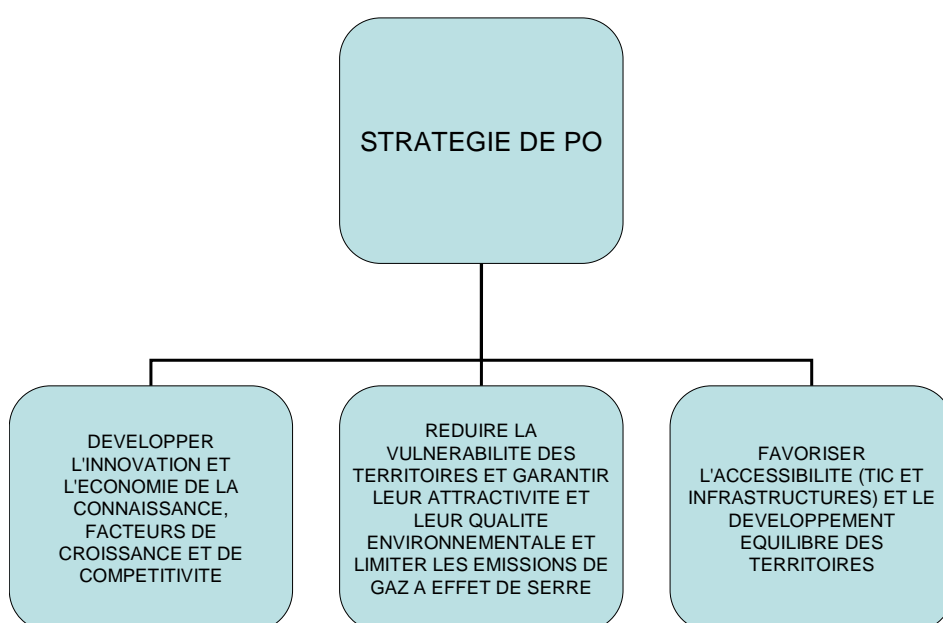 STRATEGIE DE PO
DEVELOPPER
L'INNOVATION ET
L'ECONOMIE DE LA
CONNAISSANCE,
FACTEURS DE
CROISSANCE ET DE
COMPETITIVITE
REDUIRE LA
VULNERABILITE DES
TERRITOIRES ET GARANTIR
LEUR ATTRACTIVITE ET
LEUR QUALITE
ENVIRONNEMENTALE ET
LIMITER LES EMISSIONS DE
GAZ A EFFET DE SERRE
FAVORISER
L'ACCESSIBILITE (TIC ET
INFRASTRUCTURES) ET LE
DEVELOPPEMENT
EQUILIBRE DES
TERRITOIRES